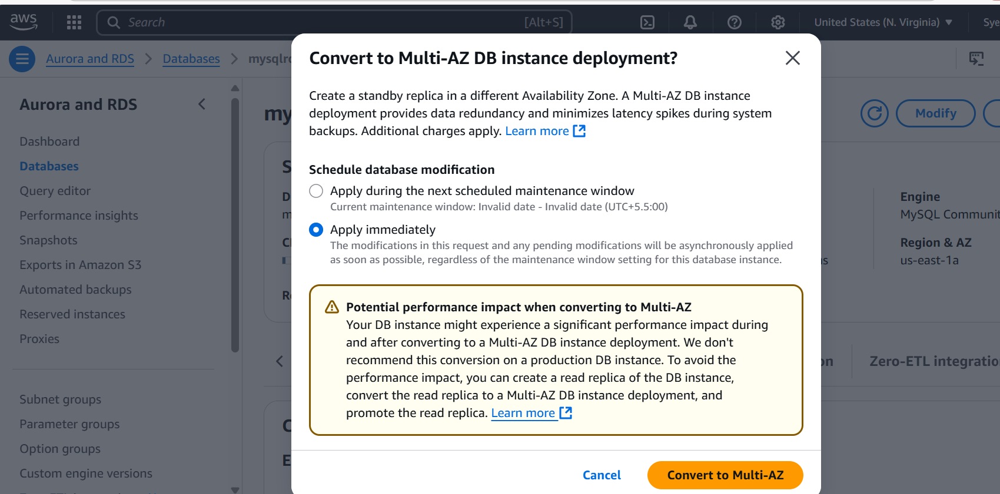 aws
Search
[Alt+S]
United States (N. Virginia)
Sye
Aurora and RDS
Databases
Aurora and RDS
Dashboard
Databases
Query editor
Performance insights
Snapshots
Exports in Amazon S3
Automated backups
Reserved instances
Proxies
Subnet groups
Parameter groups
Option groups
Custom engine versions
my
Modify
Engine
MySQL Communit
Region & AZ
us-east-1a
Zero-ETL integratio
Convert to Multi-AZ DB instance deployment?
Create a standby replica in a different Availability Zone. A Multi-AZ DB instance
deployment provides data redundancy and minimizes latency spikes during system
backups. Additional charges apply. Learn more
Schedule database modification
Apply during the next scheduled maintenance window
Current maintenance window: Invalid date - Invalid date (UTC+5.5:00)
Apply immediately
The modifications in this request and any pending modifications will be asynchronously applied
as soon as possible, regardless of the maintenance window setting for this database instance.
Potential performance impact when converting to Multi-AZ
Your DB instance might experience a significant performance impact during
and after converting to a Multi-AZ DB instance deployment. We don't
recommend this conversion on a production DB instance. To avoid the
performance impact, you can create a read replica of the DB instance,
convert the read replica to a Multi-AZ DB instance deployment, and
promote the read replica. Learn more
Cancel
Convert to Multi-AZ